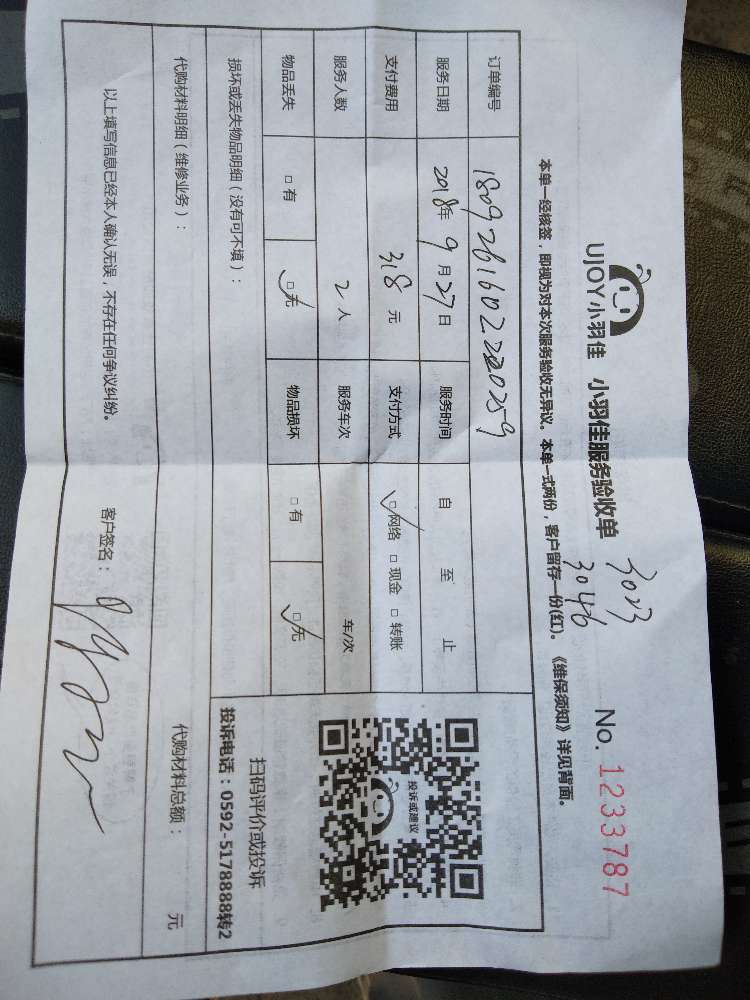 UJOY小羽佳 小羽佳服务验收单
3023
3046
No. 1233787
本单一经核签，即视为对本次服务验收无异议。本单一式两份，客户留存一份(红)。《维保须知》详见背面。
订单编号
服务日期 2018年 9月 27日 服务时间 自 至 止
支付费用 318 元 支付方式 ☑网络 □现金 □转账
服务人数 2 人 服务车次 车/次
物品丢失 □有 ☑无 物品损坏 □有 ☑无
损坏或丢失物品明细（没有可不填）：
投诉或建议
扫码评价或投诉
投诉电话：0592-5178888转2
代购材料明细（维修业务）： 代购材料总额： 元
以上填写信息已经本人确认无误，不存在任何争议纠纷。 客户签名：